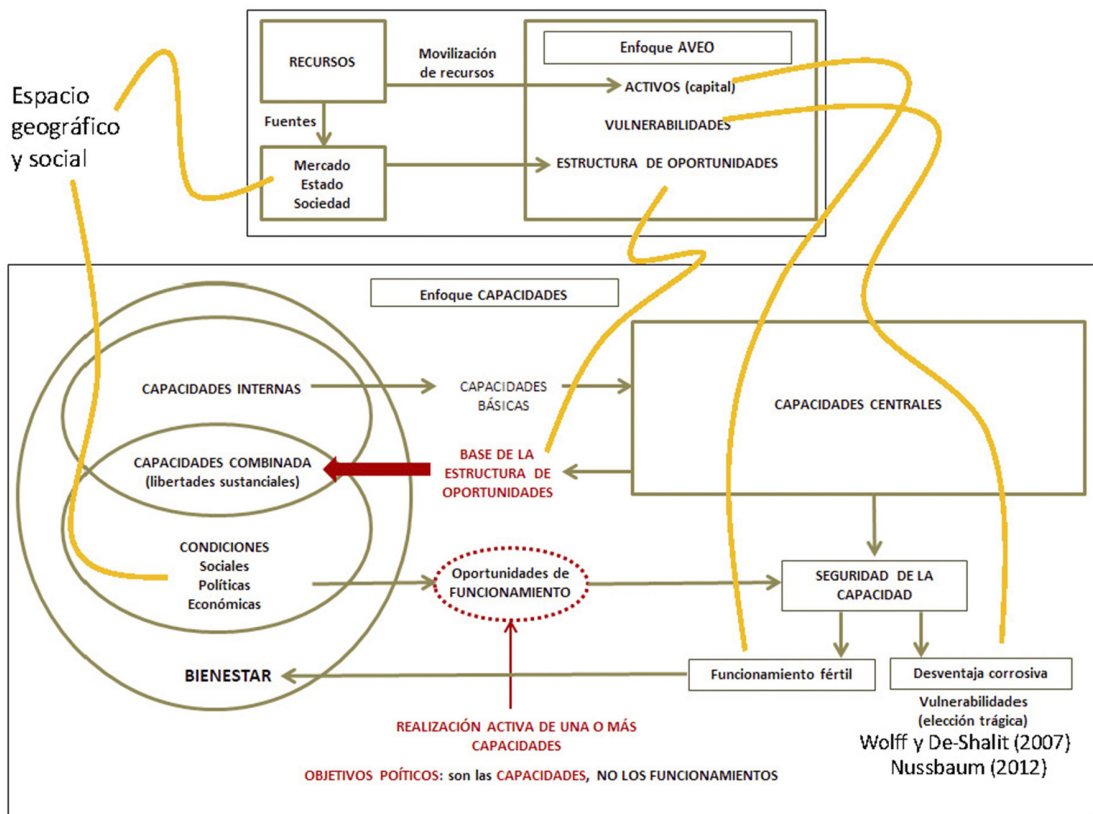 RECURSOS
Movilización
de recursos
Enfoque AVEO
ACTIVOS (capital)
Espacio
geográfico
y social
Fuentes
VULNERABILIDADES
Mercado
Estado
Sociedad
ESTRUCTURA DE OPORTUNIDADES
Enfoque CAPACIDADES
CAPACIDADES INTERNAS
CAPACIDADES
BÁSICAS
CAPACIDADES CENTRALES
CAPACIDADES COMBINADA
(libertades sustanciales)
BASE DE LA
ESTRUCTURA DE
OPORTUNIDADES
CONDICIONES
Sociales
Políticas
Económicas
Oportunidades de
FUNCIONAMIENTO
SEGURIDAD DE LA
CAPACIDAD
BIENESTAR
Funcionamiento fértil
Desventaja corrosiva
Vulnerabilidades
(elección trágica)
Wolff y De-Shalit (2007)
Nussbaum (2012)
REALIZACIÓN ACTIVA DE UNA O MÁS
CAPACIDADES
OBJETIVOS POÍTICOS: son las CAPACIDADES, NO LOS FUNCIONAMIENTOS